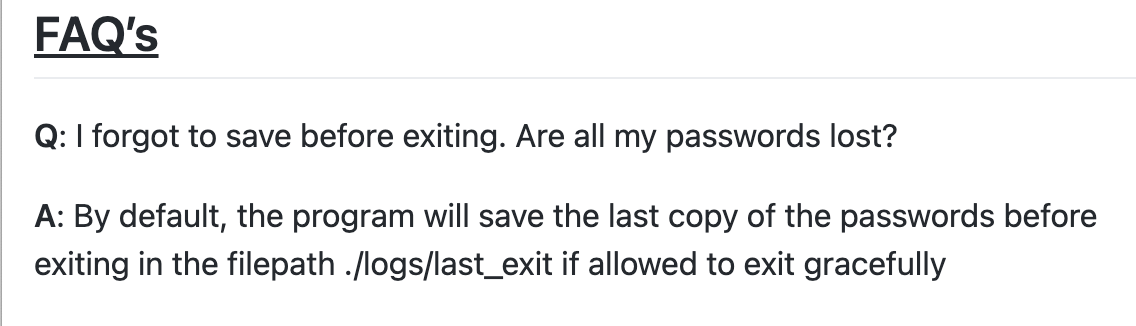 FAQ’s
Q: I forgot to save before exiting. Are all my passwords lost?
A: By default, the program will save the last copy of the passwords before
exiting in the filepath ./logs/last_exit if allowed to exit gracefully